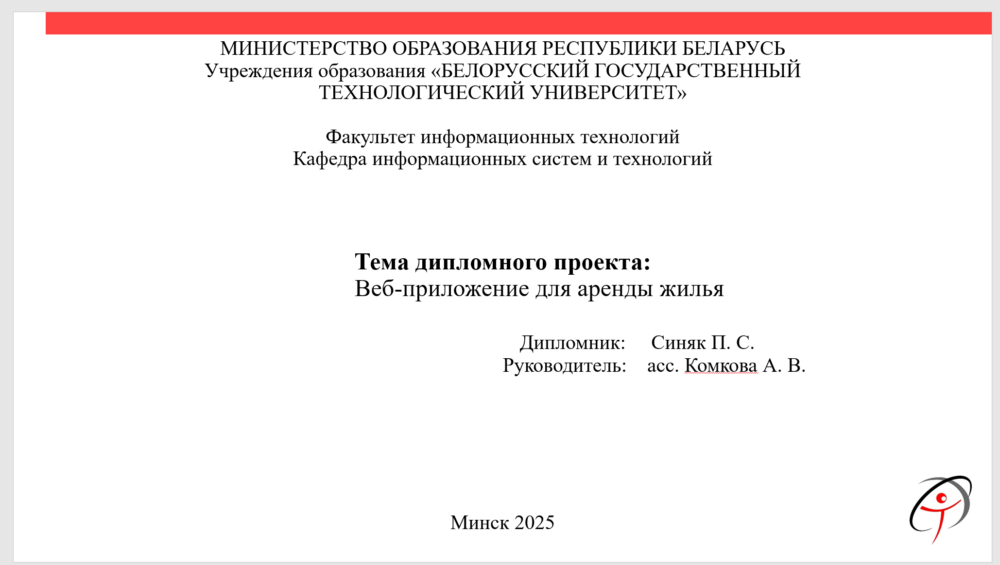 МИНИСТЕРСТВО ОБРАЗОВАНИЯ РЕСПУБЛИКИ БЕЛАРУСЬ
Учреждения образования «БЕЛОРУССКИЙ ГОСУДАРСТВЕННЫЙ
ТЕХНОЛОГИЧЕСКИЙ УНИВЕРСИТЕТ»
Факультет информационных технологий
Кафедра информационных систем и технологий
Тема дипломного проекта:
Веб-приложение для аренды жилья
Дипломник: Синяк П. С.
Руководитель: асс. Комкова А. В.
Минск 2025